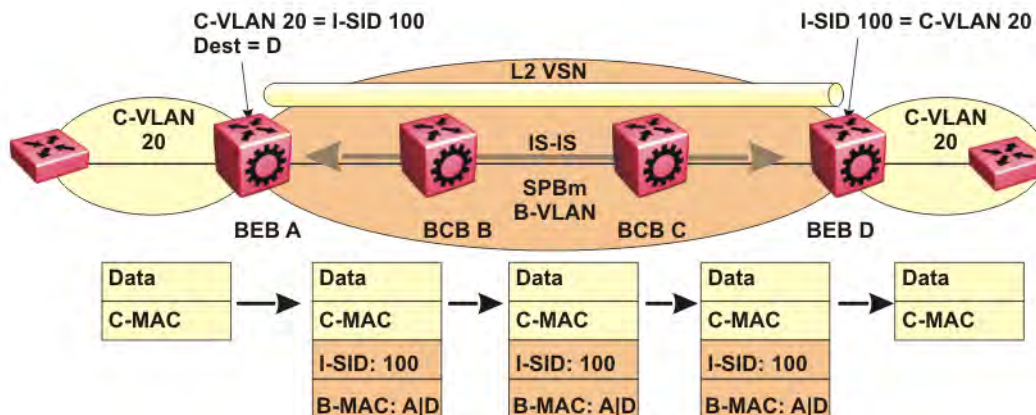 C-VLAN 20 = I-SID 100
Dest = D
I-SID 100 = C-VLAN 20
L2 VSN
C-VLAN
20
IS-IS
C-VLAN
20
SPBm
B-VLAN
BEB A
BCB B
BCB C
BEB D
Data
C-MAC
Data
C-MAC
I-SID: 100
B-MAC: A|D
Data
C-MAC
I-SID: 100
B-MAC: A|D
Data
C-MAC
I-SID: 100
B-MAC: A|D
Data
C-MAC